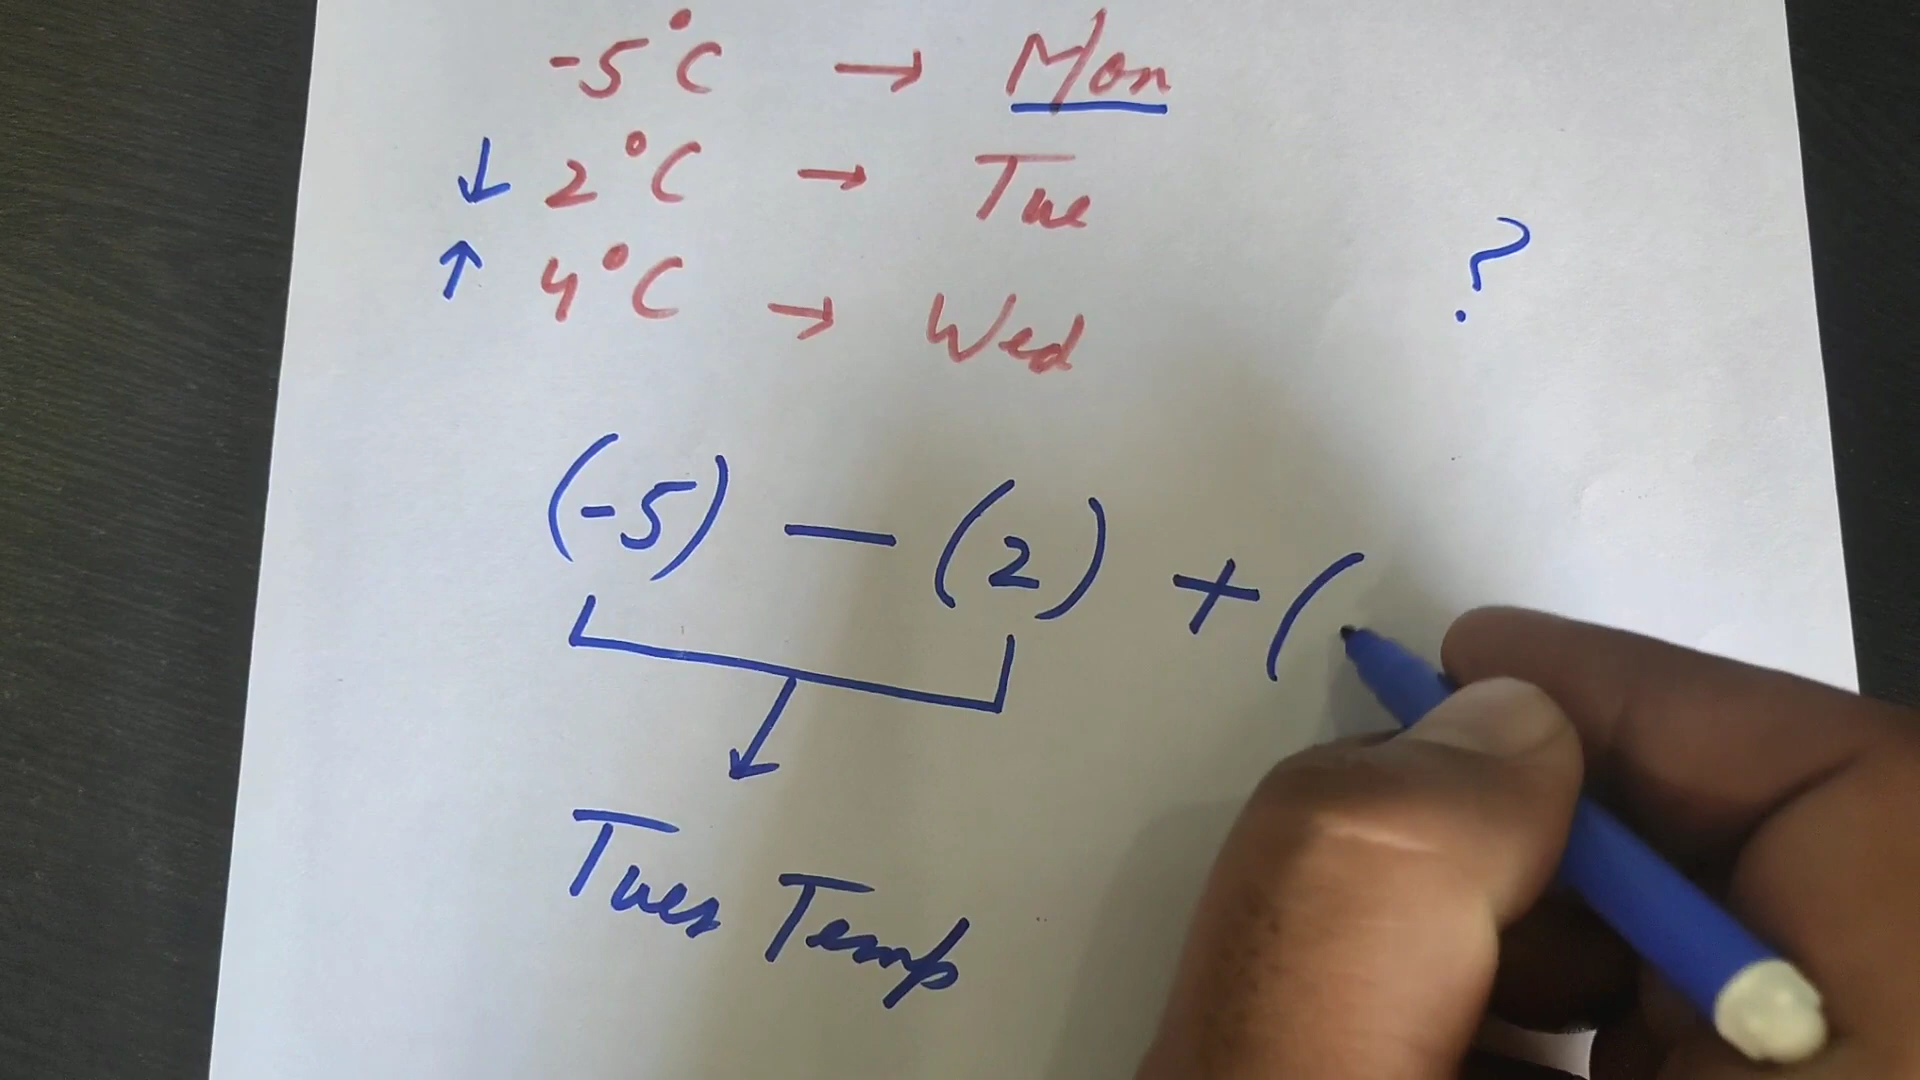 -5°C → Mon
↓ 2°C → Tue
?
↑ 4°C → Wed
(-5) — (2) + (
Tues Temp